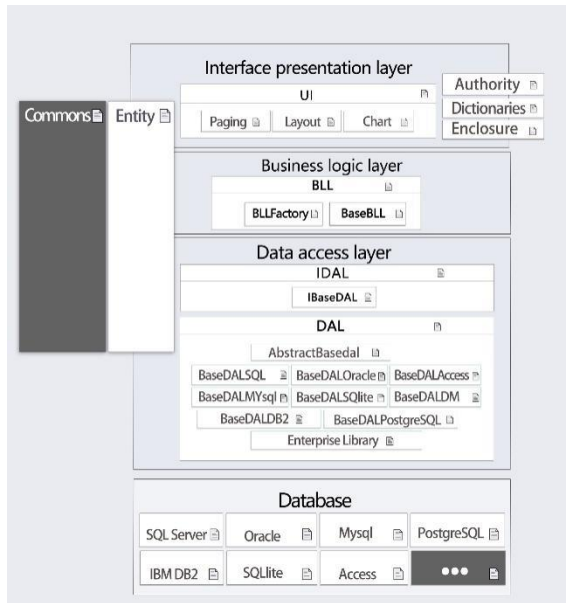 Interface presentation layer
UI
Paging Layout Chart
Authority
Dictionaries
Enclosure
Commons Entity
Business logic layer
BLL
BLLFactory BaseBLL
Data access layer
IDAL
IBaseDAL
DAL
AbstractBasedal
BaseDALSQL BaseDALOracle BaseDALAccess
BaseDALMYsql BaseDALSQlite BaseDALDM
BaseDALDB2 BaseDALPostgreSQL
Enterprise Library
Database
SQL Server Oracle Mysql PostgreSQL
IBM DB2 SQLlite Access •••